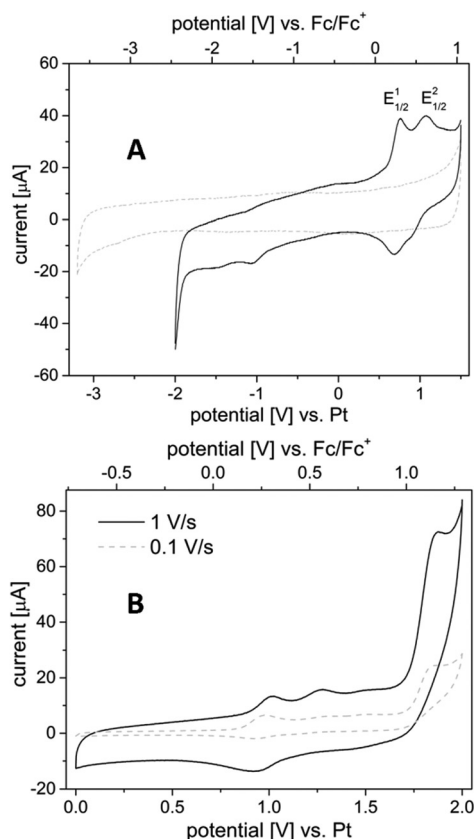 potential [V] vs. Fc/Fc⁺
-3 -2 -1 0 1
60
40
20
0
-20
-40
-60
current [µA]
A
E¹₁/₂ E²₁/₂
-3 -2 -1 0 1
potential [V] vs. Pt
potential [V] vs. Fc/Fc⁺
-0.5 0.0 0.5 1.0
80
60
40
20
0
-20
current [µA]
1 V/s
0.1 V/s
B
0.0 0.5 1.0 1.5 2.0
potential [V] vs. Pt